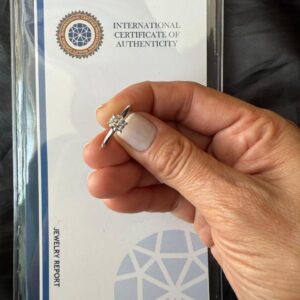 INTERNATIONAL
CERTIFICATE OF
AUTHENTICITY
JEWELRY REPORT